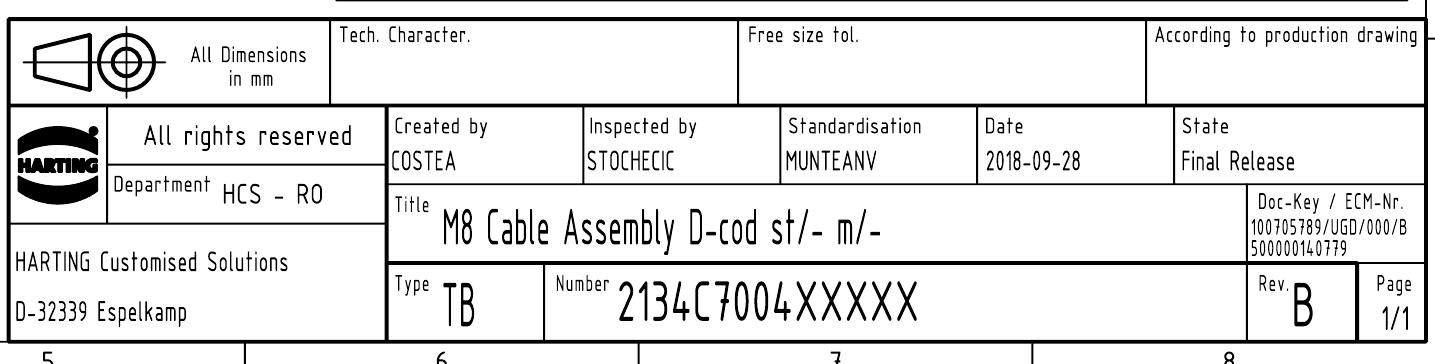 All Dimensions
in mm
Tech. Character.
Free size tol.
According to production drawing
HARTING
All rights reserved
Department HCS - RO
HARTING Customised Solutions
D-32339 Espelkamp
Created by
COSTEA
Inspected by
STOCHECIC
Standardisation
MUNTEANV
Date
2018-09-28
State
Final Release
Title M8 Cable Assembly D-cod st/- m/-
Doc-Key / ECM-Nr.
100705789/UGD/000/B
500000140779
Type TB
Number 2134C7004XXXXX
Rev. B
Page
1/1
5 6 7 8